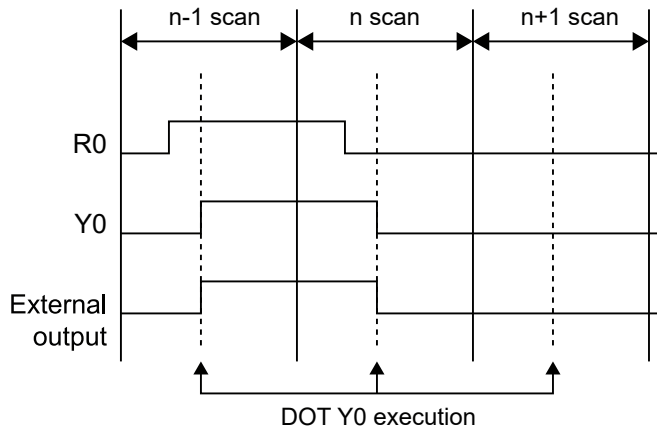 n-1 scan
n scan
n+1 scan
R0
Y0
External
output
DOT Y0 execution